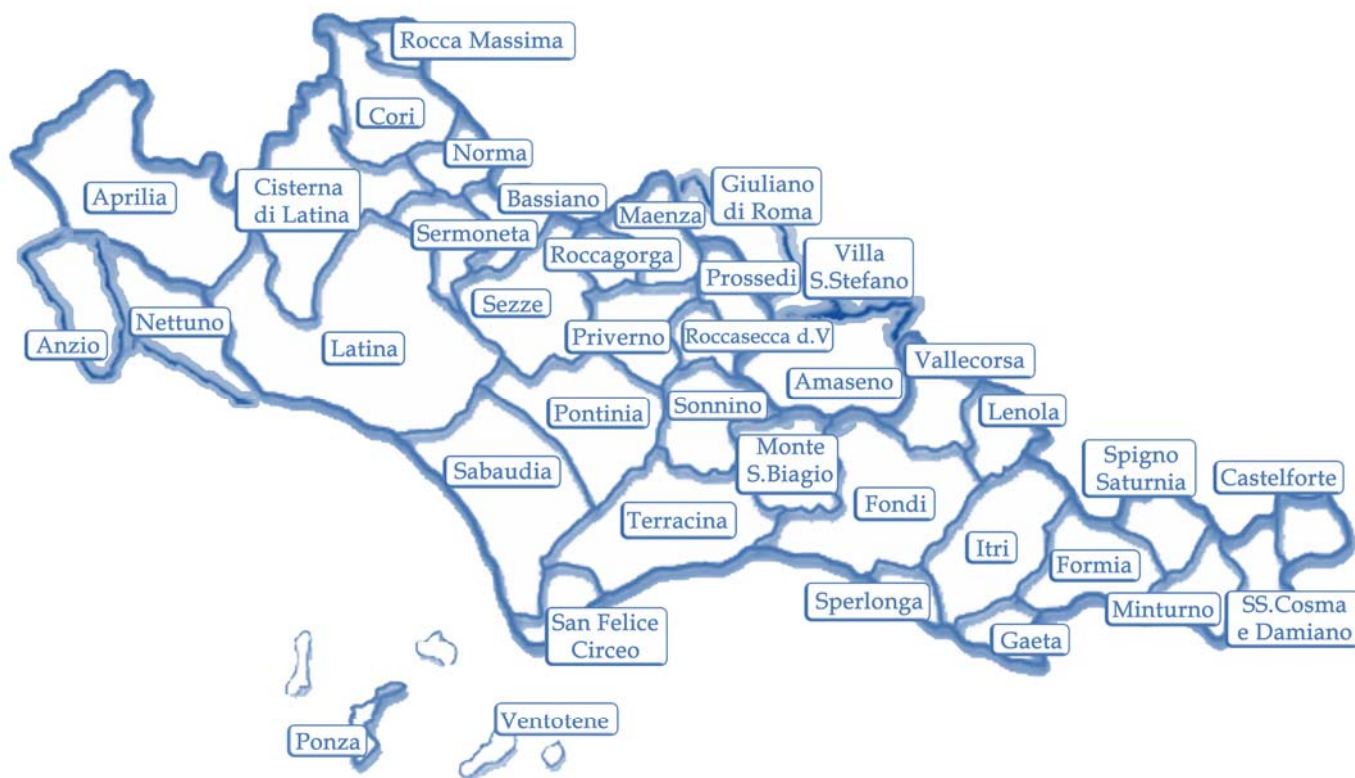 Rocca Massima
Cori
Norma
Aprilia
Cisterna
di Latina
Bassiano
Maenza
Giuliano
di Roma
Sermoneta
Roccagorga
Prossedi
Villa
S.Stefano
Sezze
Anzio
Nettuno
Latina
Priverno
Roccasecca d.V
Vallecorsa
Amaseno
Pontinia
Sonnino
Lenola
Sabaudia
Monte
S.Biagio
Spigno
Saturnia
Castelforte
Fondi
Terracina
Itri
Formia
Sperlonga
Minturno
SS.Cosma
e Damiano
San Felice
Circeo
Gaeta
Ventotene
Ponza